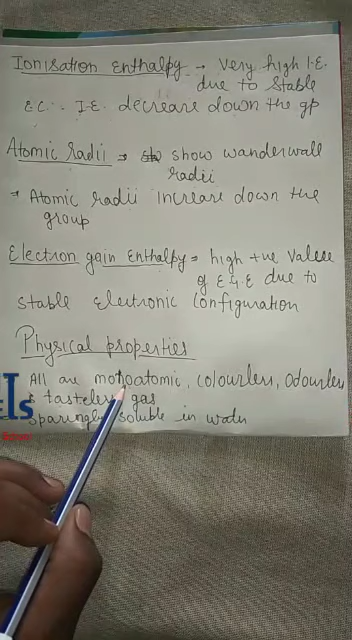 Ionisation Enthalpy → Very high I.E.
due to stable
E.C. ∴ I.E. decrease down the gp
Atomic radii → show wanderwall
radii
→ Atomic radii increase down the
group
Electron gain Enthalpy = high +ve value
of E.G.E due to
stable electronic configuration
Physical properties
All are monoatomic, colourless, odourless
& tasteless gas
Sparingly soluble in water